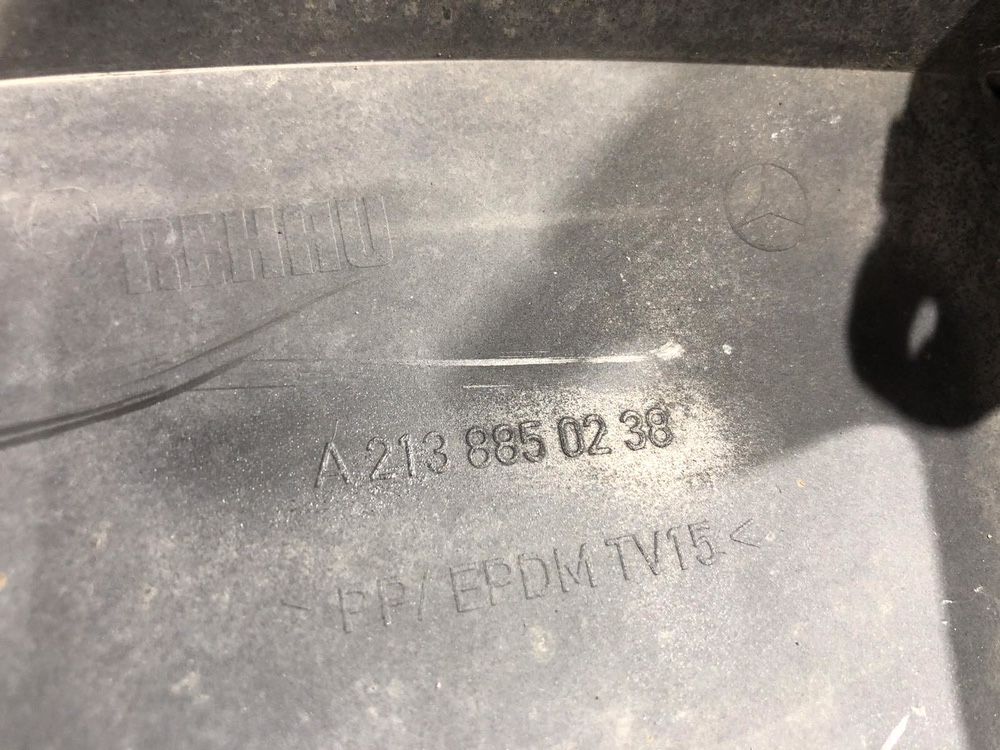 REHAU
A 213 885 02 38
> PP/ EPDM TV15 <